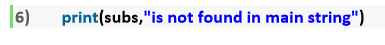 6) print(subs,"is not found in main string")